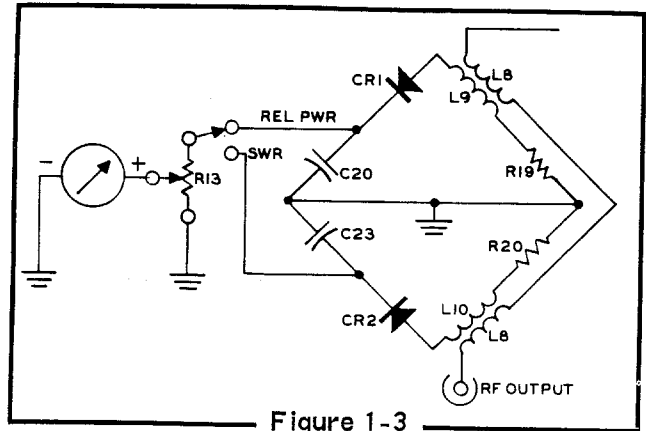 CR1
L8
L9
REL PWR
- +
SWR
R13
C20
R19
C23
R20
CR2
L10
L8
RF OUTPUT
Figure 1-3